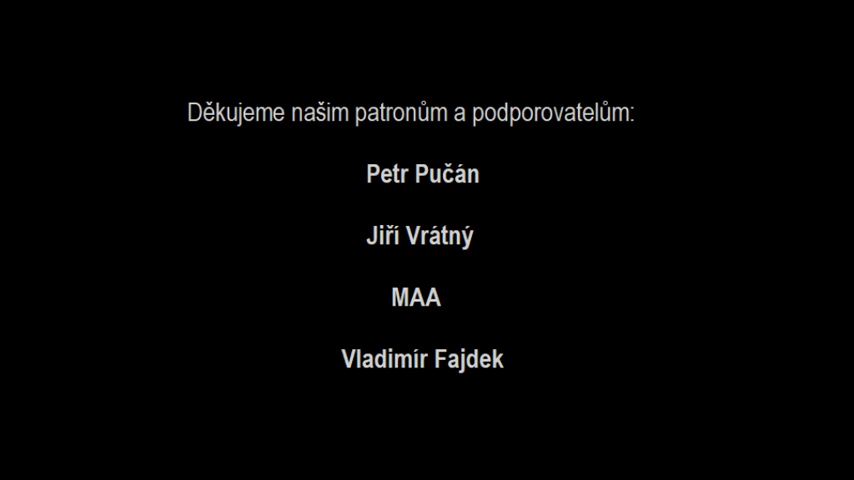 Děkujeme našim patronům a podporovatelům:
Petr Pučán
Jiří Vrátný
MAA
Vladimír Fajdek